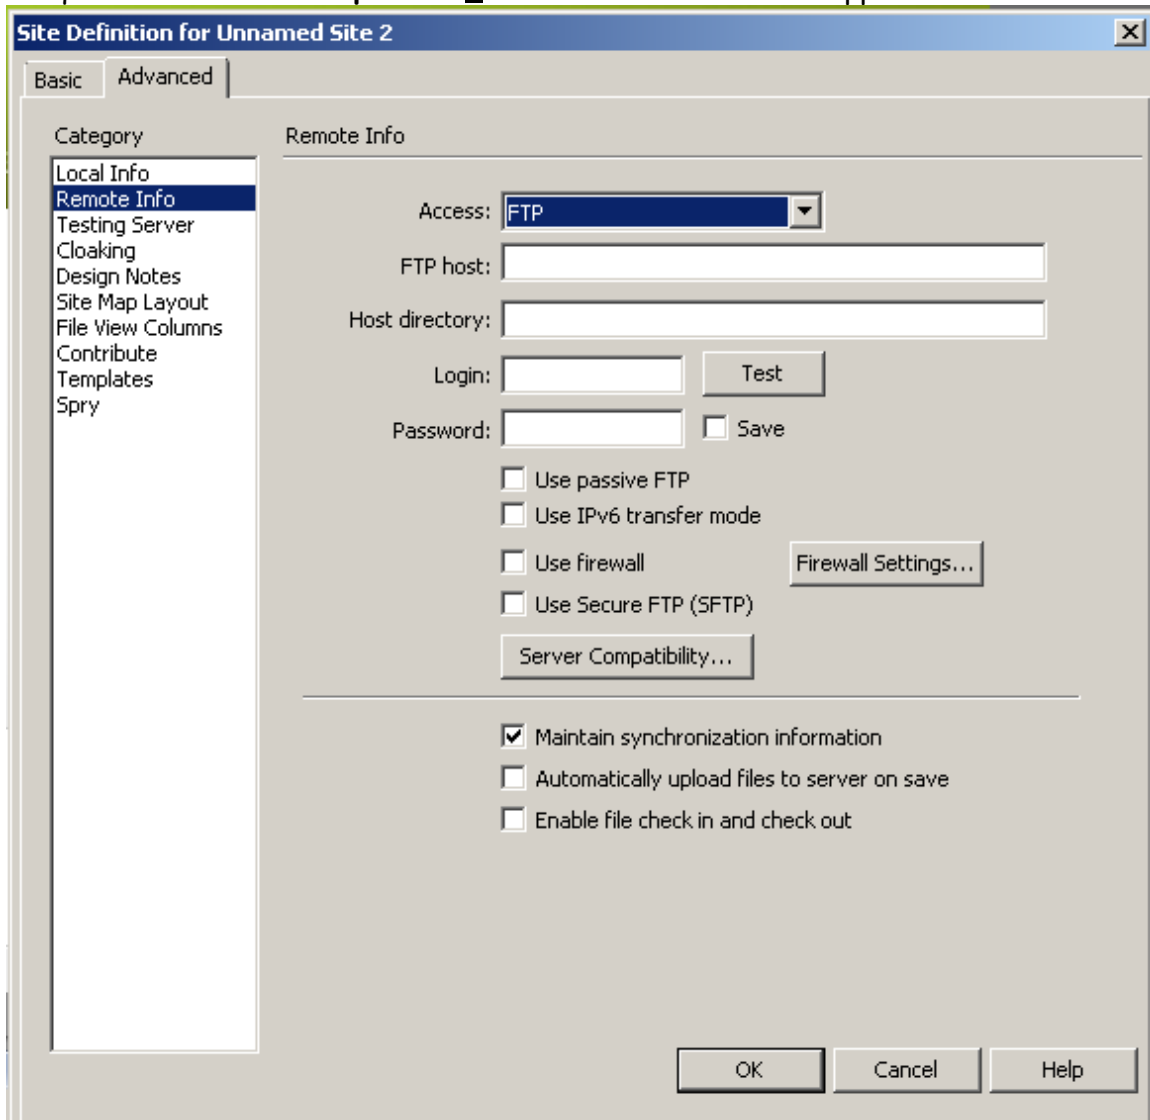 Site Definition for Unnamed Site 2
Basic Advanced
Category
Local Info
Remote Info
Testing Server
Cloaking
Design Notes
Site Map Layout
File View Columns
Contribute
Templates
Spry
Remote Info
Access: FTP
FTP host:
Host directory:
Login: Test
Password: Save
Use passive FTP
Use IPv6 transfer mode
Use firewall Firewall Settings...
Use Secure FTP (SFTP)
Server Compatibility...
Maintain synchronization information
Automatically upload files to server on save
Enable file check in and check out
OK Cancel Help